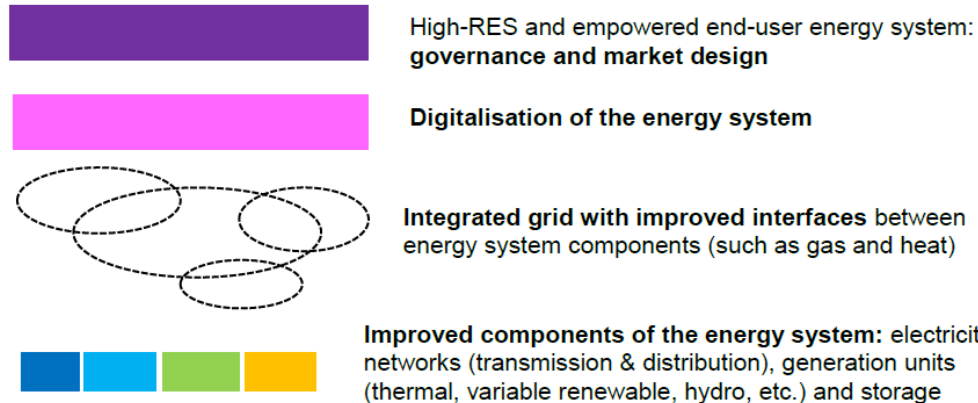 High-RES and empowered end-user energy system:
governance and market design
Digitalisation of the energy system
Integrated grid with improved interfaces between
energy system components (such as gas and heat)
Improved components of the energy system: electricit
networks (transmission & distribution), generation units
(thermal, variable renewable, hydro, etc.) and storage